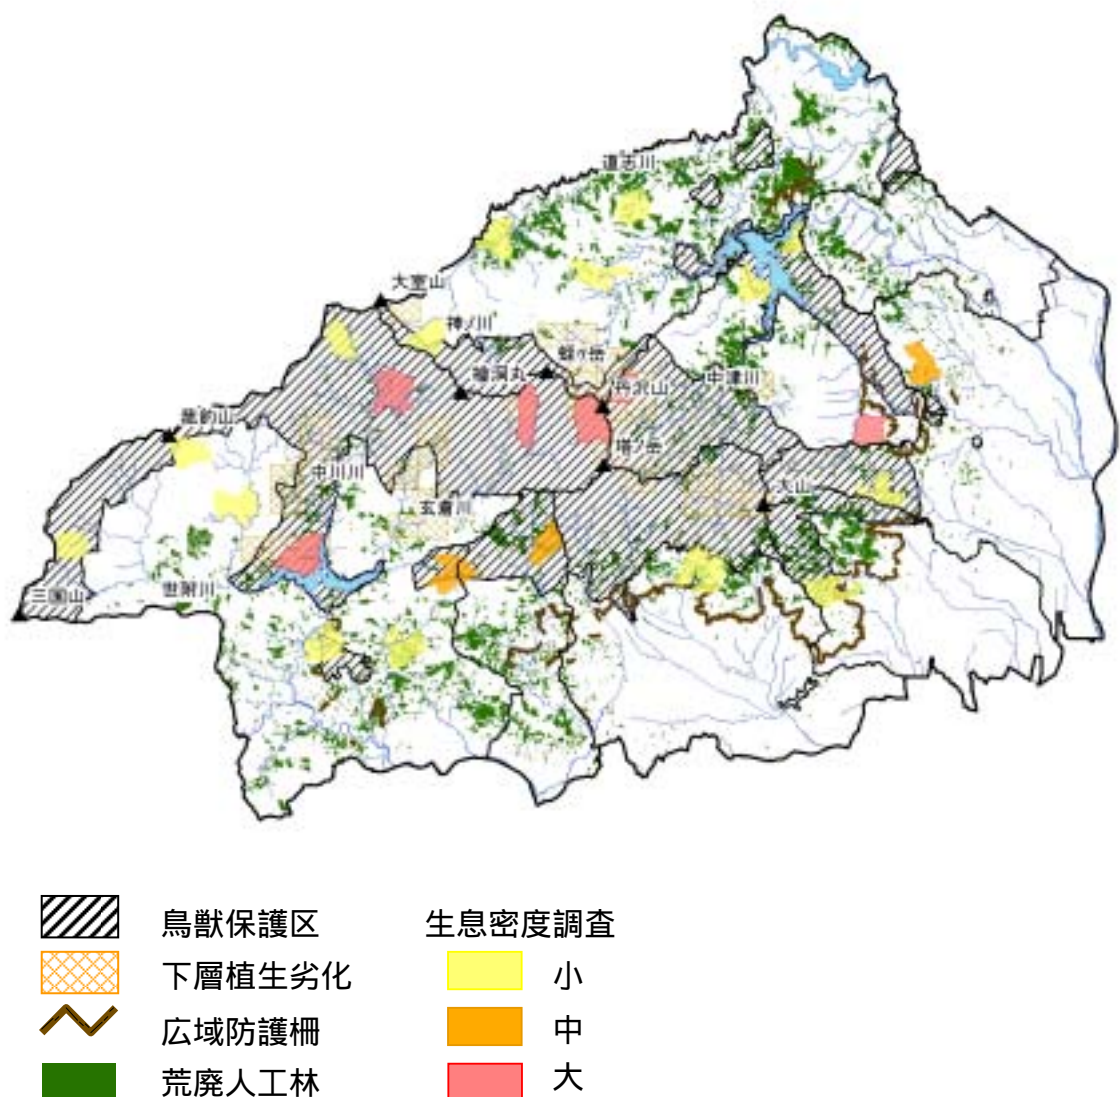 道志川
大室山
神ノ川
蛭ヶ岳
檜洞丸
丹沢山
中津川
菰釣山
塔ノ岳
中川川
大山
玄倉川
世附川
三国山
鳥獣保護区
生息密度調査
下層植生劣化
小
広域防護柵
中
荒廃人工林
大